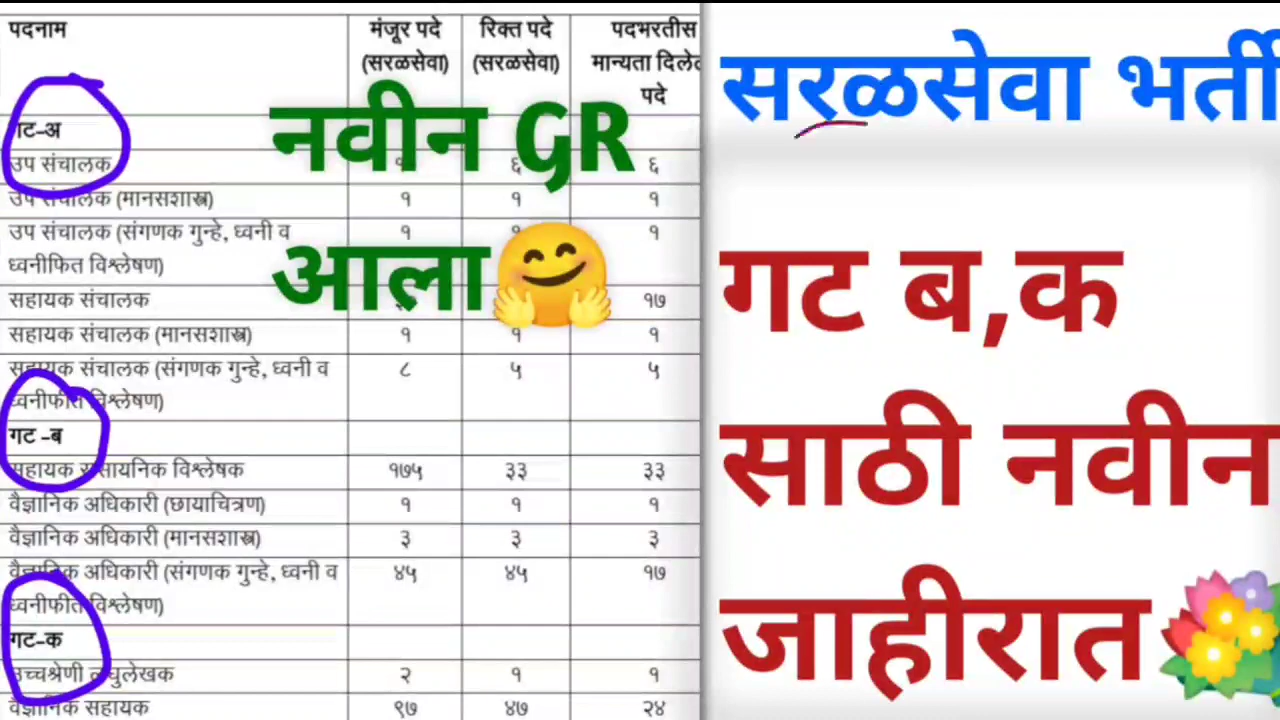 पदनाम मंजूर पदे रिक्त पदे पदभरतीस
(सरळसेवा) (सरळसेवा) मान्यता दिलेल
पदे
गट-अ
उप संचालक ६ ६
उप संचालक (मानसशास्त्र) १ १ १
उप संचालक (संगणक गुन्हे, ध्वनी व १ १
ध्वनीफित विश्लेषण)
सहायक संचालक १७
सहायक संचालक (मानसशास्त्र) १ १ १
सहायक संचालक (संगणक गुन्हे, ध्वनी व ८ ५ ५
ध्वनीफीत विश्लेषण)
गट -ब
सहायक रासायनिक विश्लेषक १७५ ३३ ३३
वैज्ञानिक अधिकारी (छायाचित्रण) १ १ १
वैज्ञानिक अधिकारी (मानसशास्त्र) ३ ३ ३
वैज्ञानिक अधिकारी (संगणक गुन्हे, ध्वनी व ४५ ४५ १७
ध्वनीफीत विश्लेषण)
गट-क
उच्चश्रेणी लघुलेखक २ १ १
वैज्ञानिक सहायक ९७ ४७ २४
नवीन GR
आला
सरळसेवा भर्ती
गट ब,क
साठी नवीन
जाहीरात